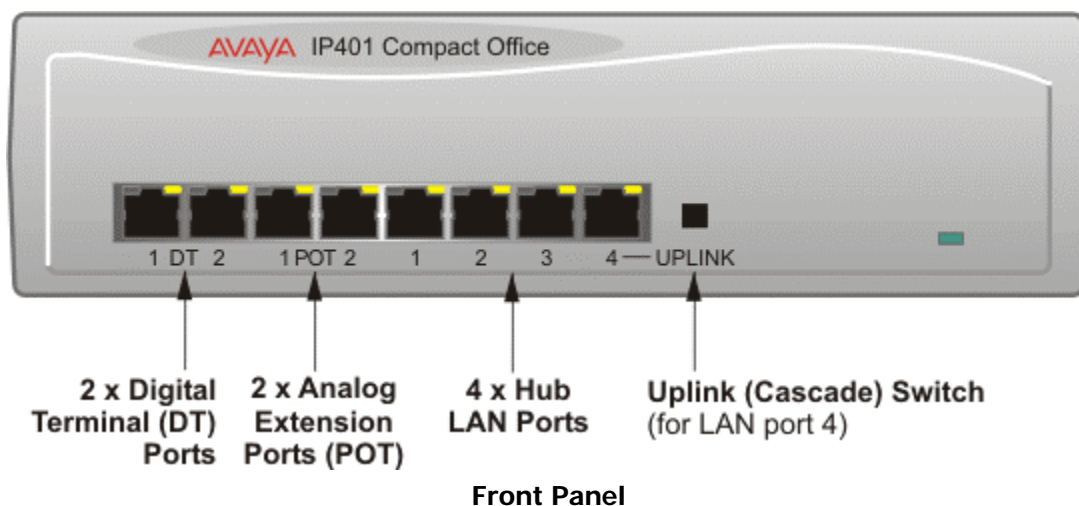 AVAYA IP401 Compact Office
1 DT 2 1 POT 2 1 2 3 4 — UPLINK
2 x Digital
Terminal (DT)
Ports
2 x Analog
Extension
Ports (POT)
4 x Hub
LAN Ports
Uplink (Cascade) Switch
(for LAN port 4)
Front Panel